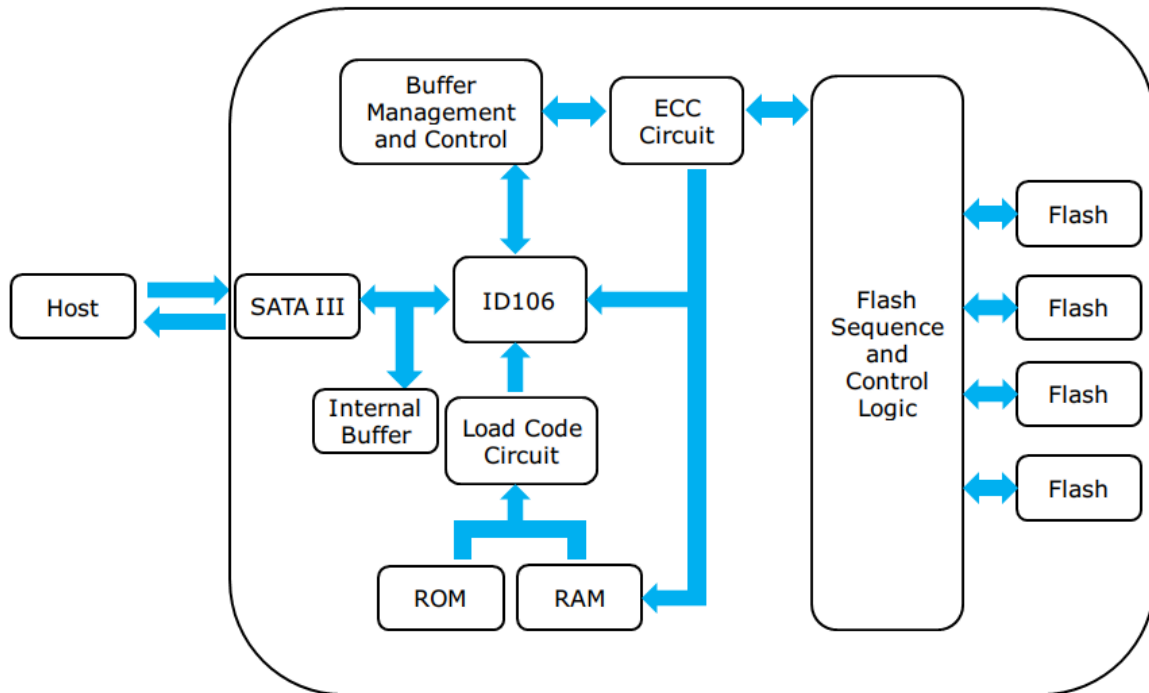 Buffer
Management
and Control
ECC
Circuit
Host
SATA III
ID106
Internal
Buffer
Load Code
Circuit
ROM
RAM
Flash
Sequence
and
Control
Logic
Flash
Flash
Flash
Flash